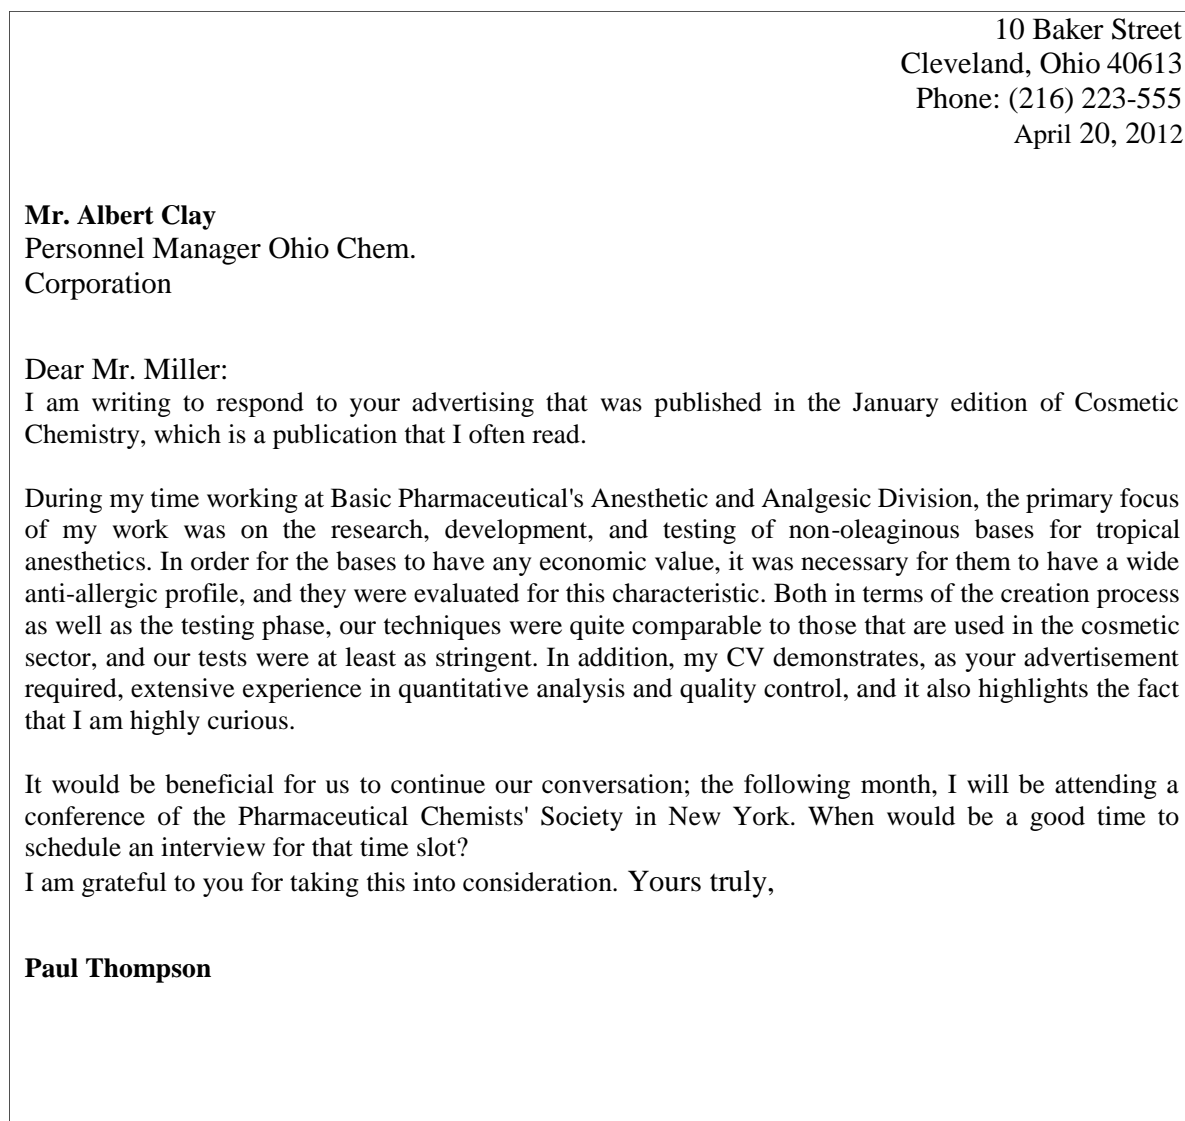 10 Baker Street
Cleveland, Ohio 40613
Phone: (216) 223-555
April 20, 2012
Mr. Albert Clay
Personnel Manager Ohio Chem.
Corporation
Dear Mr. Miller:
I am writing to respond to your advertising that was published in the January edition of Cosmetic
Chemistry, which is a publication that I often read.
During my time working at Basic Pharmaceutical's Anesthetic and Analgesic Division, the primary focus
of my work was on the research, development, and testing of non-oleaginous bases for tropical
anesthetics. In order for the bases to have any economic value, it was necessary for them to have a wide
anti-allergic profile, and they were evaluated for this characteristic. Both in terms of the creation process
as well as the testing phase, our techniques were quite comparable to those that are used in the cosmetic
sector, and our tests were at least as stringent. In addition, my CV demonstrates, as your advertisement
required, extensive experience in quantitative analysis and quality control, and it also highlights the fact
that I am highly curious.
It would be beneficial for us to continue our conversation; the following month, I will be attending a
conference of the Pharmaceutical Chemists' Society in New York. When would be a good time to
schedule an interview for that time slot?
I am grateful to you for taking this into consideration. Yours truly,
Paul Thompson